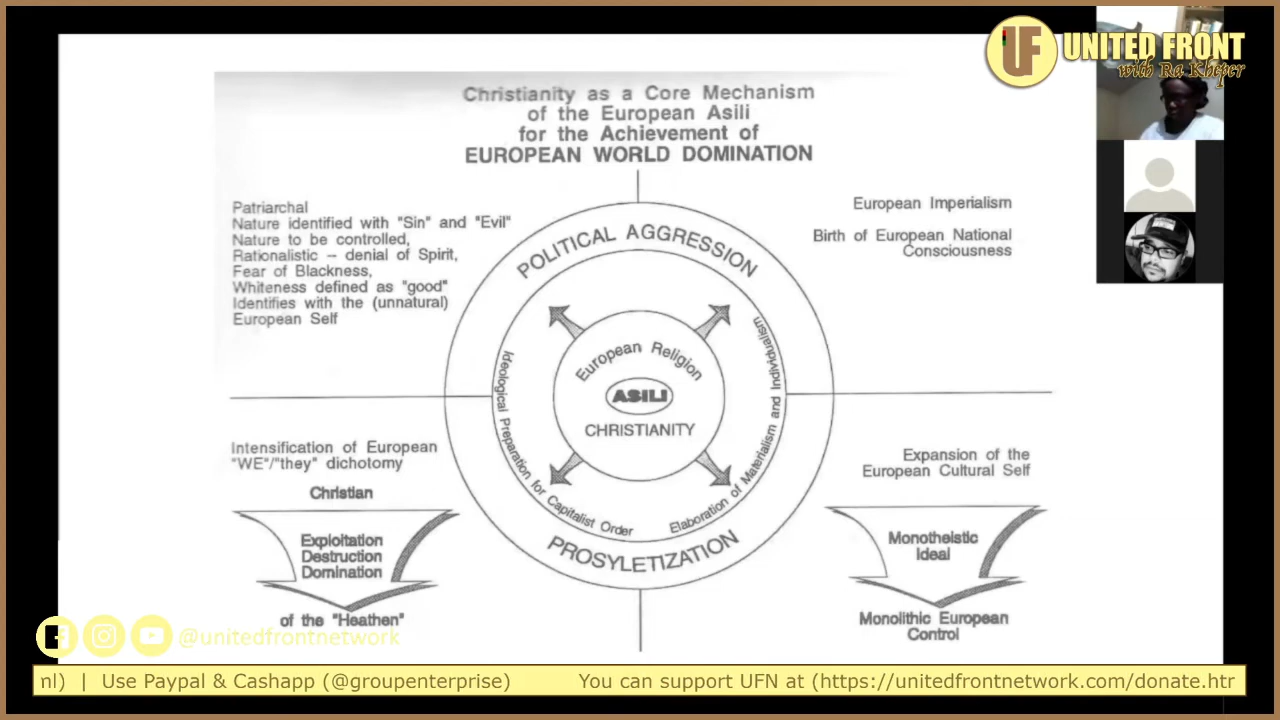 UF UNITED FRONT
with Ra Kheper
Christianity as a Core Mechanism
of the European Asili
for the Achievement of
EUROPEAN WORLD DOMINATION
Patriarchal
Nature identified with "Sin" and "Evil"
Nature to be controlled,
Rationalistic – denial of Spirit,
Fear of Blackness,
Whiteness defined as "good"
Identifies with the (unnatural)
European Self
European Imperialism
Birth of European National
Consciousness
POLITICAL AGGRESSION
Ideological Preparation for Capitalist Order
Elaboration of Materialism and Individualism
European Religion
ASILI
CHRISTIANITY
PROSYLETIZATION
Intensification of European
"WE"/"they" dichotomy
Christian
Exploitation
Destruction
Domination
of the "Heathen"
Expansion of the
European Cultural Self
Monotheistic
Ideal
Monolithic European
Control
@unitedfrontnetwork
nl) | Use Paypal & Cashapp (@groupenterprise) You can support UFN at (https://unitedfrontnetwork.com/donate.htr